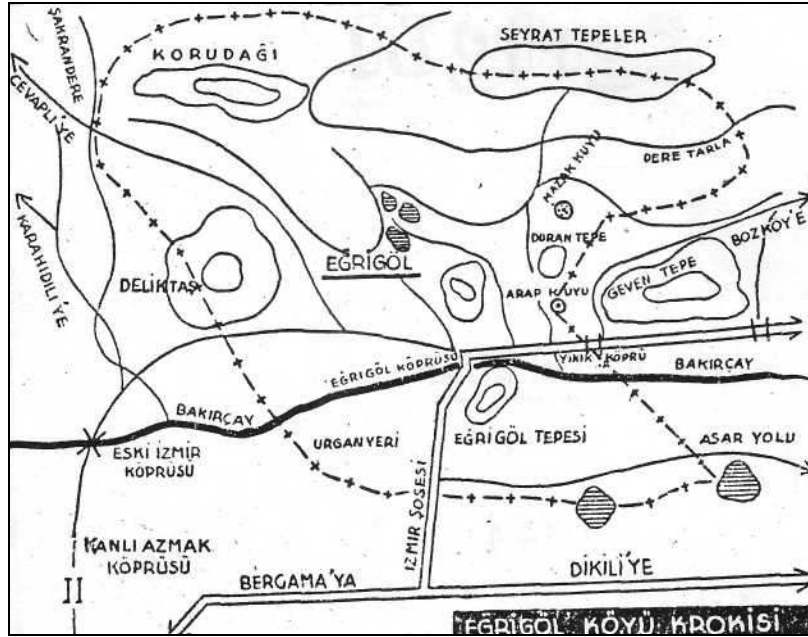 ŞAKRANDERE
CEVAPLI'YE
KORUDAĞI
SEYRAT TEPELER
DERE TARLA
MAZAK KUYU
KARAHIDILI'YE
DELİKTAŞ
EĞRİGÖL
DURAN TEPE
ARAP KUYU
GEVEN TEPE
BOZKÖY'E
EĞRİGÖL KÖPRÜSÜ
YIKIK KÖPRÜ
BAKIRÇAY
BAKIRÇAY
ESKİ İZMİR
KÖPRÜSÜ
URGANYERİ
EĞRİGÖL TEPESİ
ASAR YOLU
İZMİR ŞOSESİ
KANLI AZMAK
KÖPRÜSÜ
BERGAMA'YA
DİKİLİ'YE
EĞRİGÖL KÖYÜ KROKİSİ